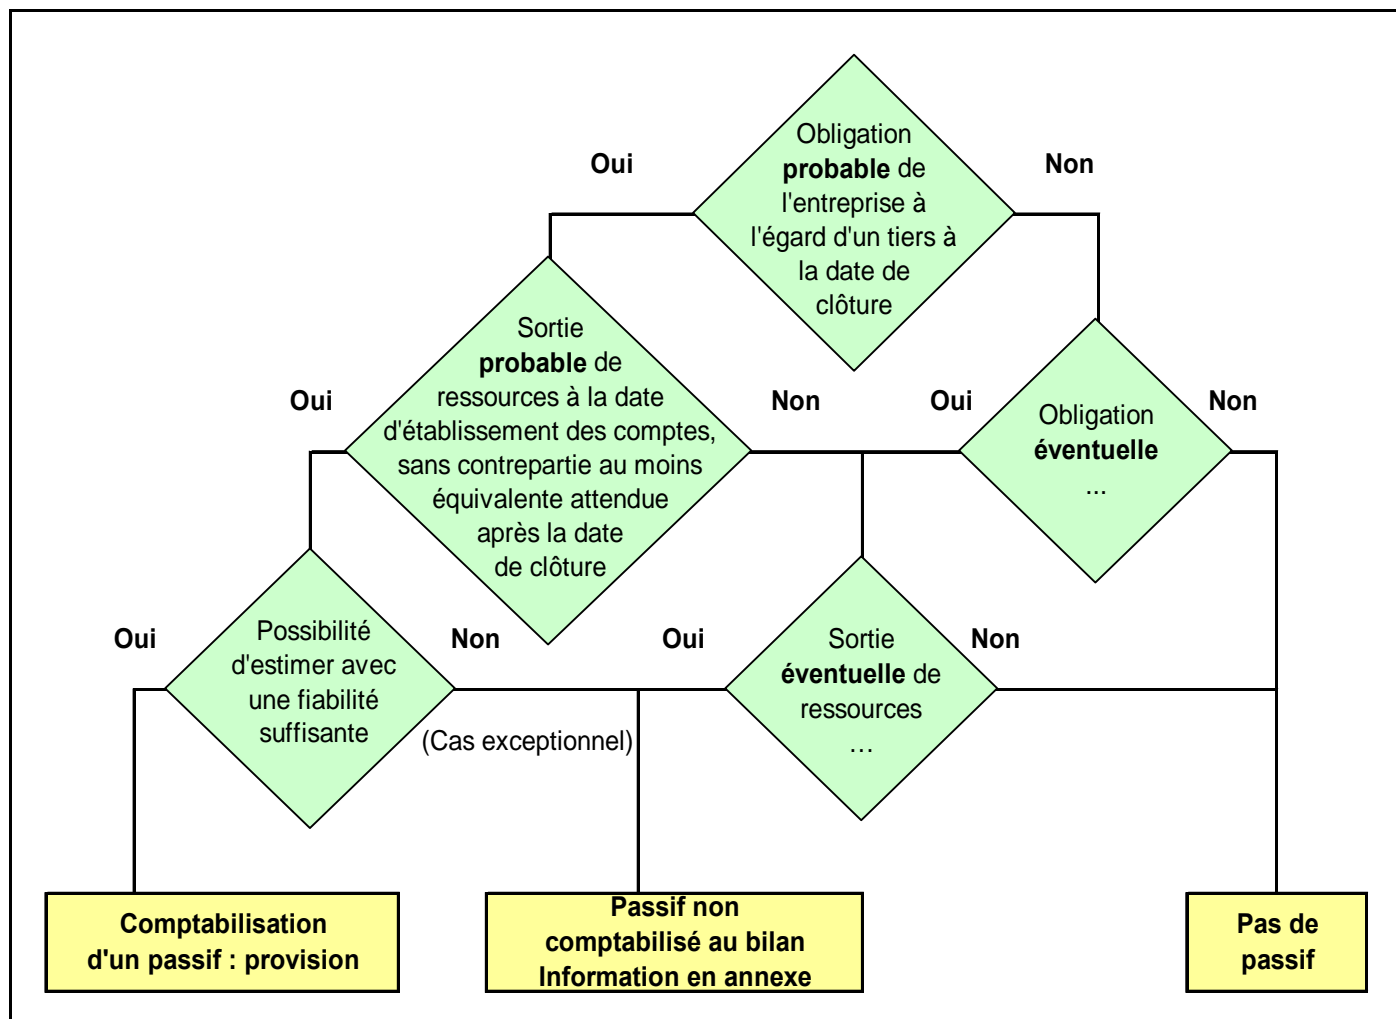 Obligation
probable de
l'entreprise à
l'égard d'un tiers à
la date de
clôture
Oui
Non
Sortie
probable de
ressources à la date
d'établissement des comptes,
sans contrepartie au moins
équivalente attendue
après la date
de clôture
Oui
Non
Oui
Obligation
éventuelle
...
Non
Oui
Possibilité
d'estimer avec
une fiabilité
suffisante
Non
(Cas exceptionnel)
Oui
Sortie
éventuelle de
ressources
…
Non
Comptabilisation
d'un passif : provision
Passif non
comptabilisé au bilan
Information en annexe
Pas de
passif